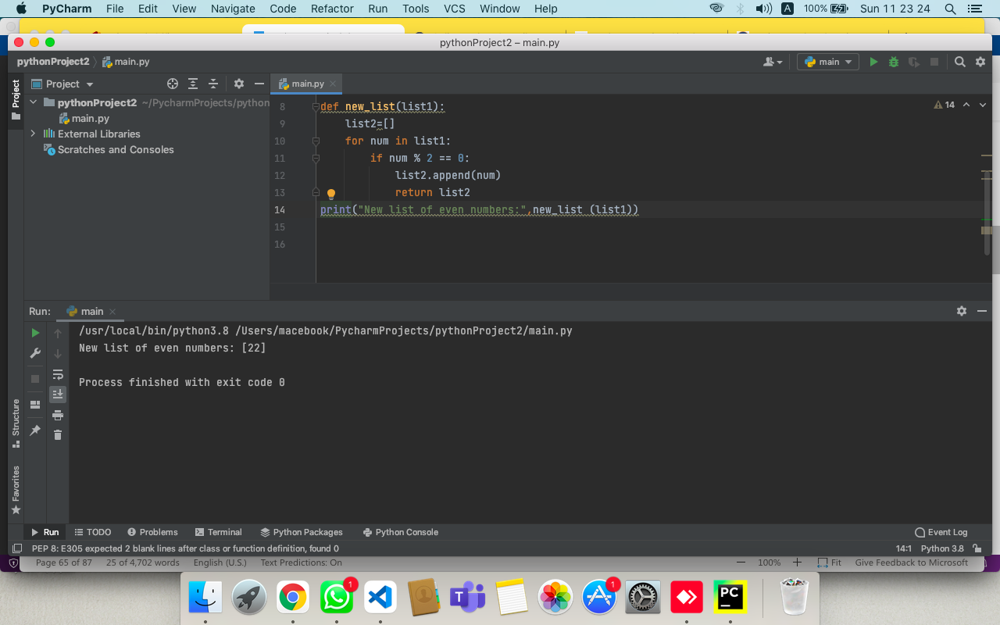 PyCharm File Edit View Navigate Code Refactor Run Tools VCS Window Help A 100% Sun 11 23 24
pythonProject2 – main.py
pythonProject2 main.py main
Project main.py
pythonProject2 ~/PycharmProjects/python
main.py
External Libraries
Scratches and Consoles
Project
14
8 def new_list(list1):
9 list2=[]
10 for num in list1:
11 if num % 2 == 0:
12 list2.append(num)
13 return list2
14 print("New list of even numbers:",new_list (list1))
15
16
Run: main
/usr/local/bin/python3.8 /Users/macebook/PycharmProjects/pythonProject2/main.py
New list of even numbers: [22]
Process finished with exit code 0
Structure
Favorites
Run TODO Problems Terminal Python Packages Python Console Event Log
PEP 8: E305 expected 2 blank lines after class or function definition, found 0 14:1 Python 3.8
Page 65 of 87 25 of 4,702 words English (U.S.) Text Predictions: On 100% Fit Give Feedback to Microsoft
1
T
1
PC